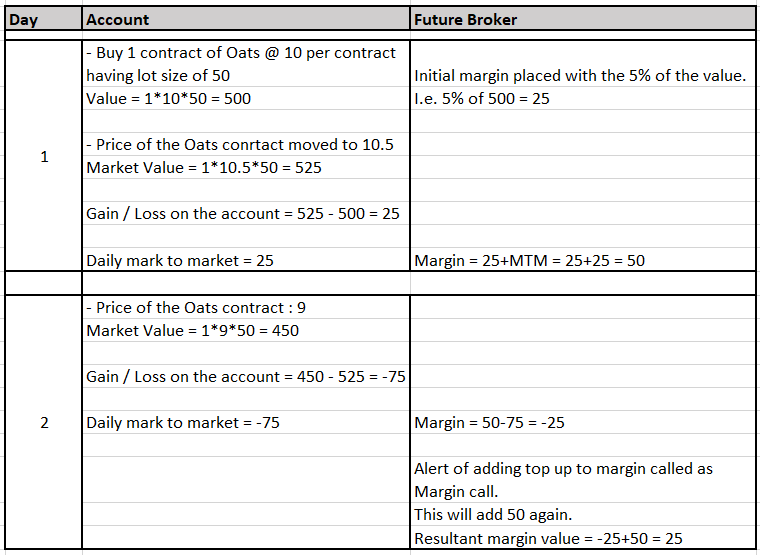 Day Account Future Broker
- Buy 1 contract of Oats @ 10 per contract
having lot size of 50 Initial margin placed with the 5% of the value.
Value = 1*10*50 = 500 I.e. 5% of 500 = 25
1
- Price of the Oats conrtact moved to 10.5
Market Value = 1*10.5*50 = 525
Gain / Loss on the account = 525 - 500 = 25
Daily mark to market = 25 Margin = 25+MTM = 25+25 = 50
- Price of the Oats contract : 9
Market Value = 1*9*50 = 450
Gain / Loss on the account = 450 - 525 = -75
2 Daily mark to market = -75 Margin = 50-75 = -25
Alert of adding top up to margin called as
Margin call.
This will add 50 again.
Resultant margin value = -25+50 = 25